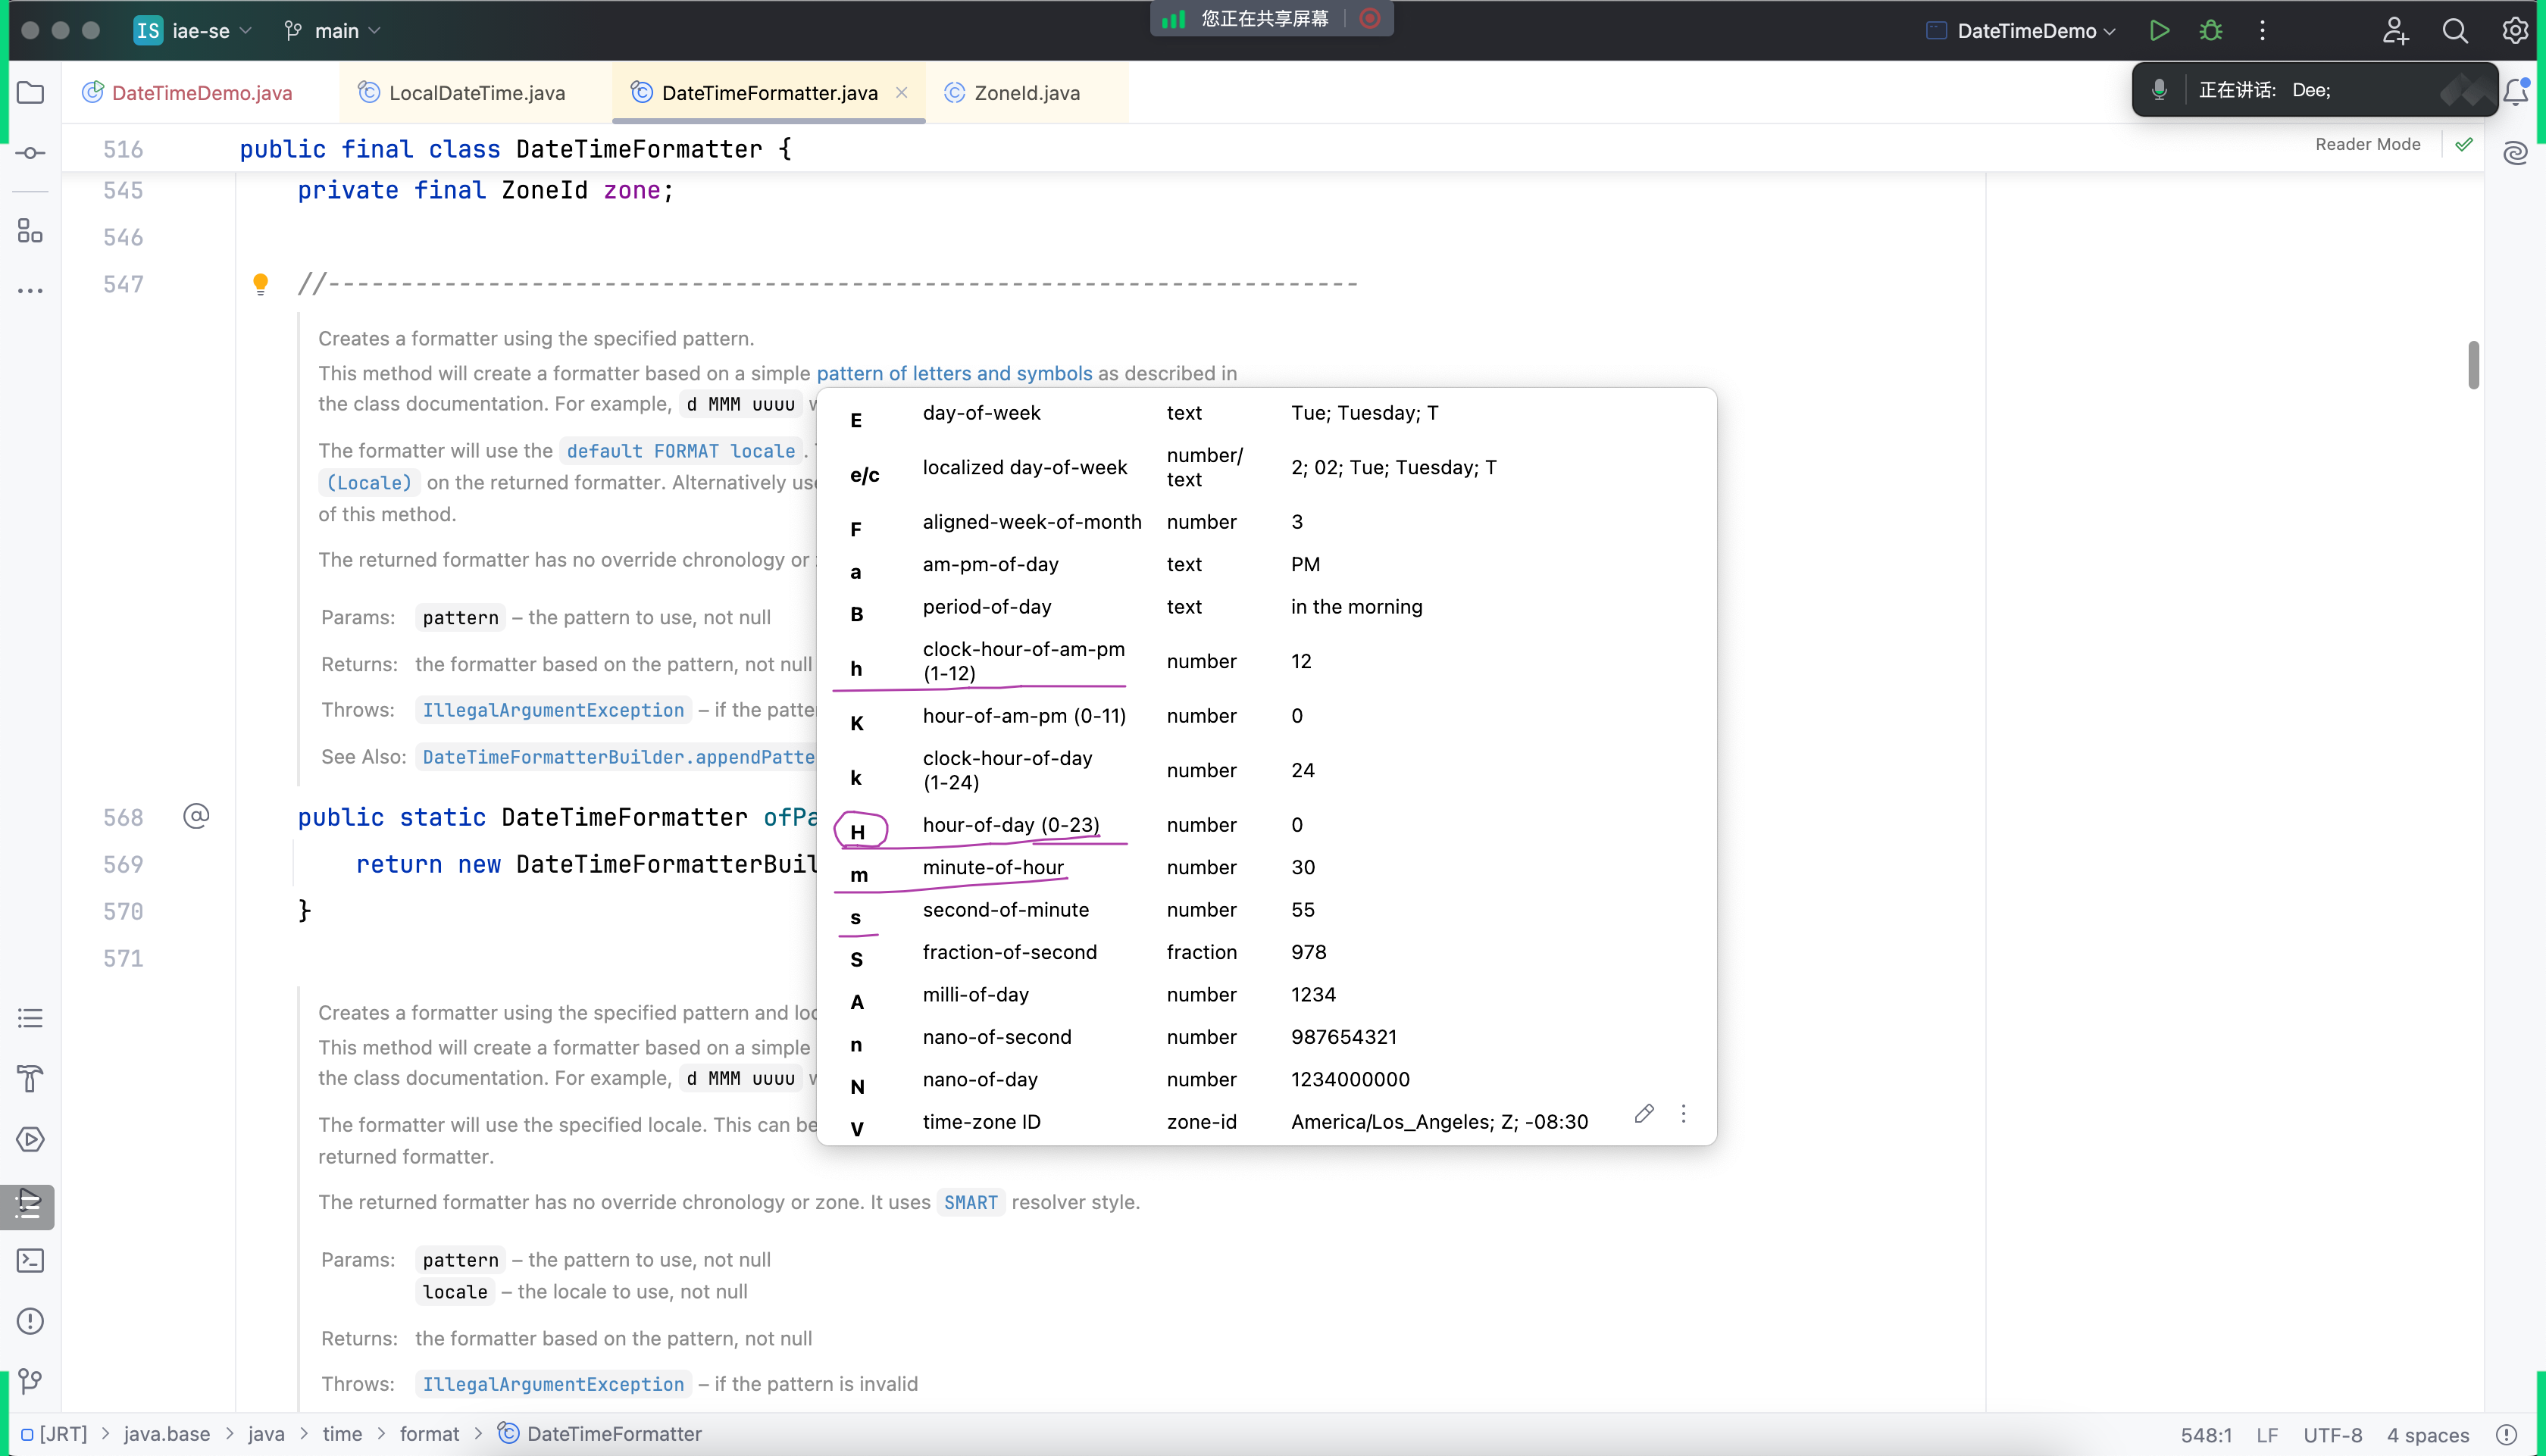 IS iae-se main
您正在共享屏幕
DateTimeDemo
DateTimeDemo.java LocalDateTime.java DateTimeFormatter.java ZoneId.java
正在讲话: Dee;
516 public final class DateTimeFormatter {
Reader Mode
545 private final ZoneId zone;
546
547 //-----------------------------------------------------------------------
Creates a formatter using the specified pattern.
This method will create a formatter based on a simple pattern of letters and symbols as described in
the class documentation. For example, d MMM uuuu
The formatter will use the default FORMAT locale.
(Locale) on the returned formatter. Alternatively use
of this method.
The returned formatter has no override chronology or
Params: pattern – the pattern to use, not null
Returns: the formatter based on the pattern, not null
Throws: IllegalArgumentException – if the patte
See Also: DateTimeFormatterBuilder.appendPatte
568 @ public static DateTimeFormatter ofPa
569 return new DateTimeFormatterBuil
570 }
571
E day-of-week text Tue; Tuesday; T
e/c localized day-of-week number/text 2; 02; Tue; Tuesday; T
F aligned-week-of-month number 3
a am-pm-of-day text PM
B period-of-day text in the morning
h clock-hour-of-am-pm (1-12) number 12
K hour-of-am-pm (0-11) number 0
k clock-hour-of-day (1-24) number 24
H hour-of-day (0-23) number 0
m minute-of-hour number 30
s second-of-minute number 55
S fraction-of-second fraction 978
A milli-of-day number 1234
n nano-of-second number 987654321
N nano-of-day number 1234000000
V time-zone ID zone-id America/Los_Angeles; Z; -08:30
Creates a formatter using the specified pattern and loc
This method will create a formatter based on a simple
the class documentation. For example, d MMM uuuu
The formatter will use the specified locale. This can be
returned formatter.
The returned formatter has no override chronology or zone. It uses SMART resolver style.
Params: pattern – the pattern to use, not null
locale – the locale to use, not null
Returns: the formatter based on the pattern, not null
Throws: IllegalArgumentException – if the pattern is invalid
[JRT] > java.base > java > time > format > DateTimeFormatter
548:1 LF UTF-8 4 spaces